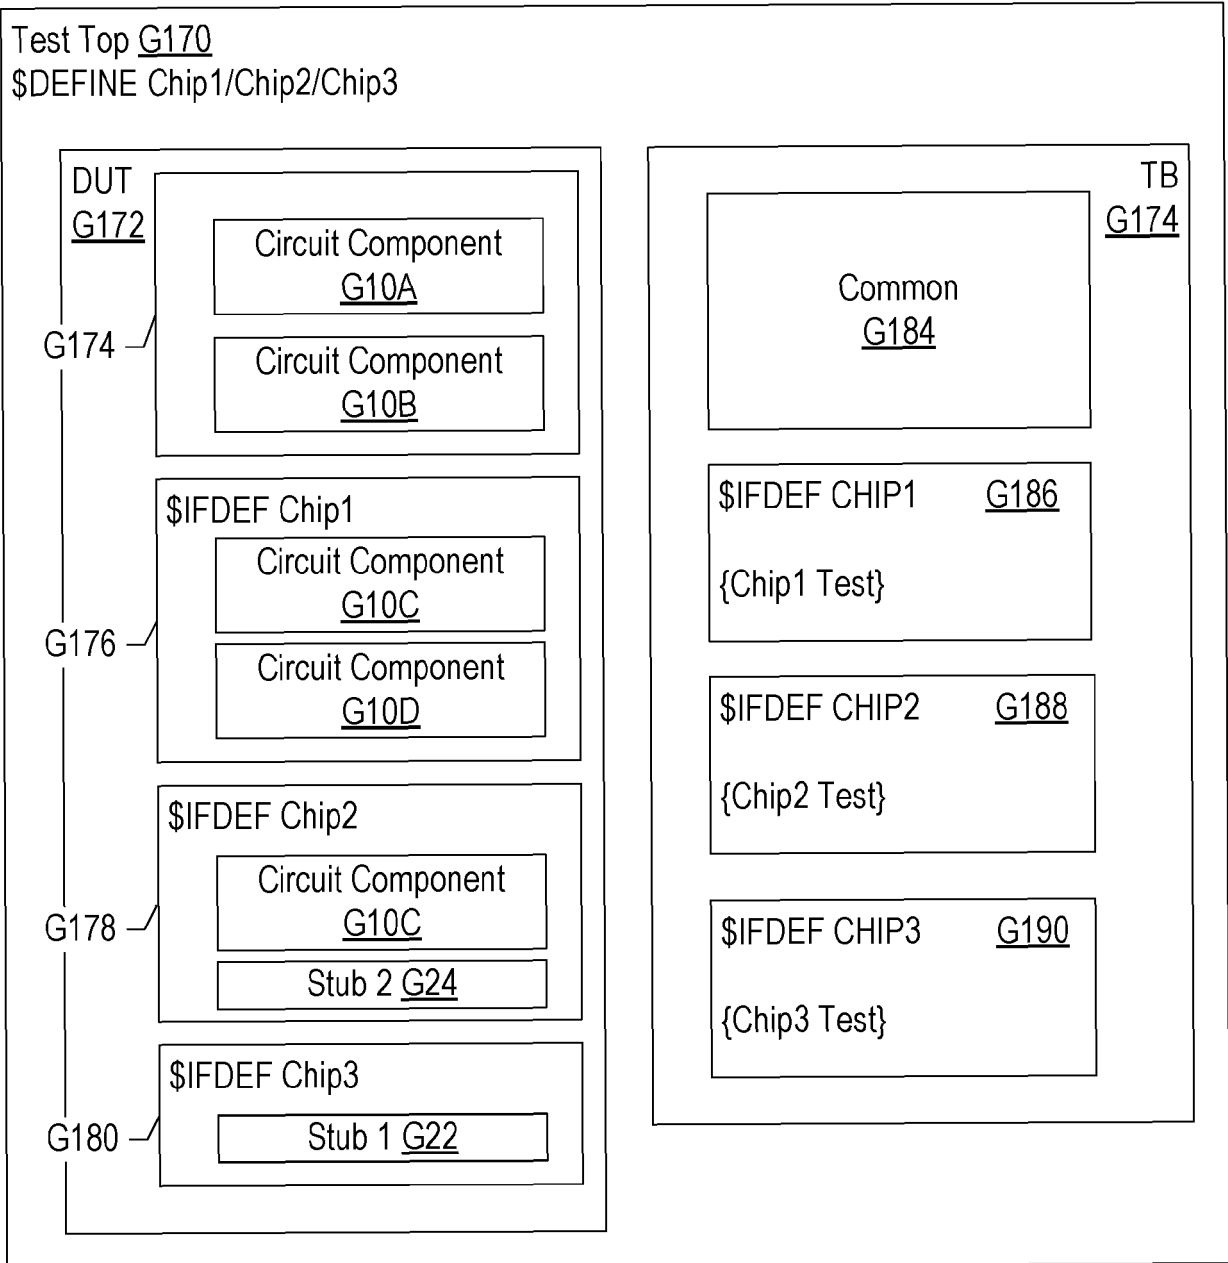 Test Top G170
$DEFINE Chip1/Chip2/Chip3
DUT
G172
Circuit Component
G10A
G174
Circuit Component
G10B
$IFDEF Chip1
Circuit Component
G10C
G176
Circuit Component
G10D
$IFDEF Chip2
Circuit Component
G10C
G178
Stub 2 G24
$IFDEF Chip3
G180
Stub 1 G22
TB
G174
Common
G184
$IFDEF CHIP1 G186
{Chip1 Test}
$IFDEF CHIP2 G188
{Chip2 Test}
$IFDEF CHIP3 G190
{Chip3 Test}